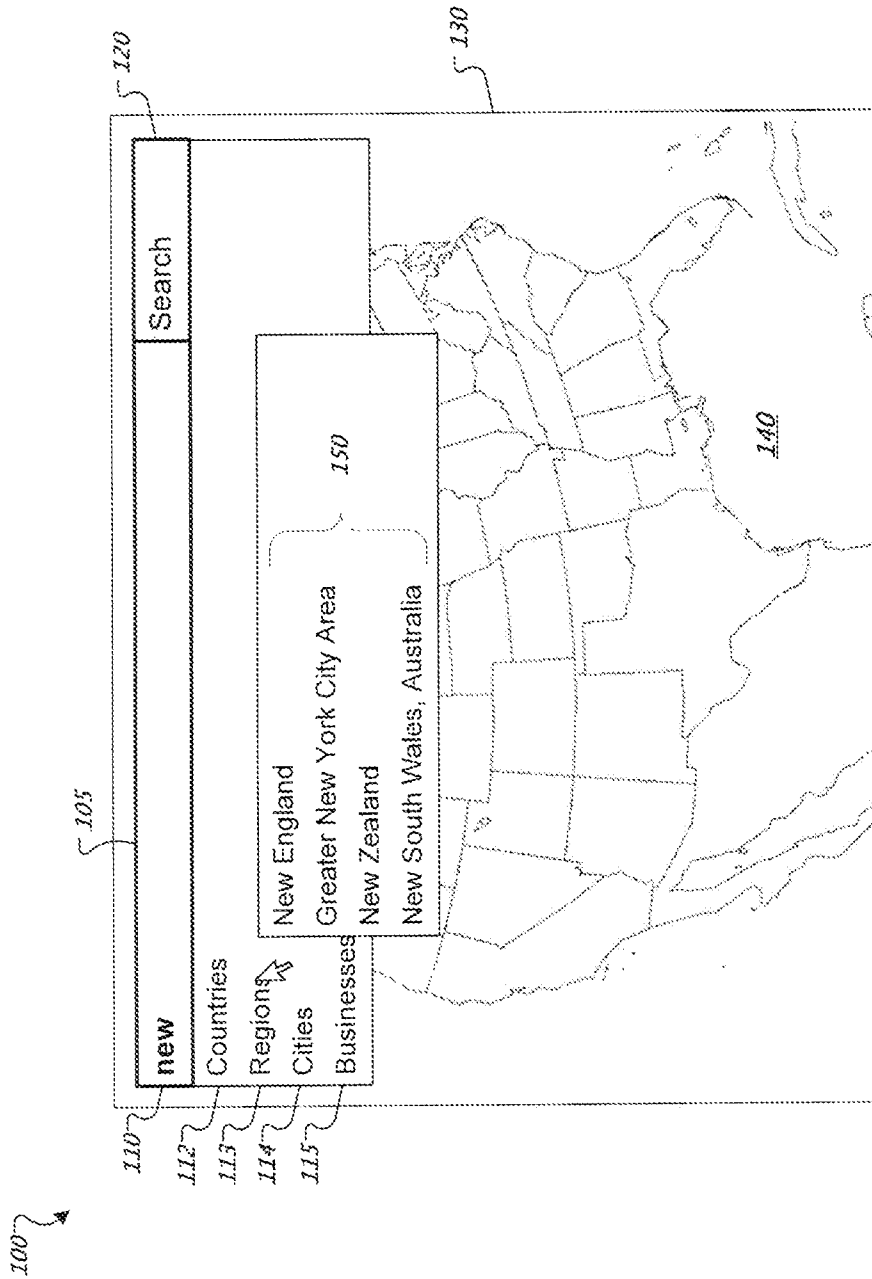 100
105
120
130
110
new
Search
112
Countries
113
Regions
114
Cities
115
Businesses
New England
Greater New York City Area
New Zealand
New South Wales, Australia
150
140